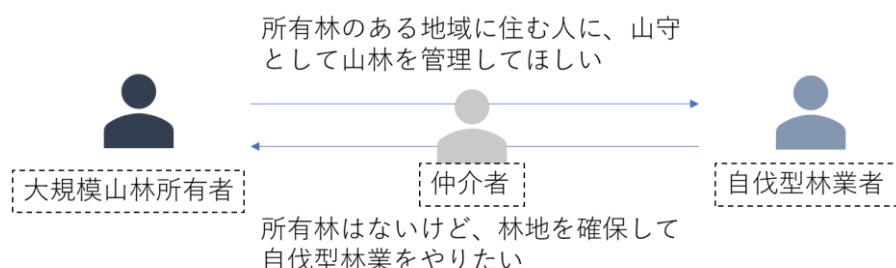 所有林のある地域に住む人に、山守
として山林を管理してほしい
大規模山林所有者
仲介者
自伐型林業者
所有林はないけど、林地を確保して
自伐型林業をやりたい